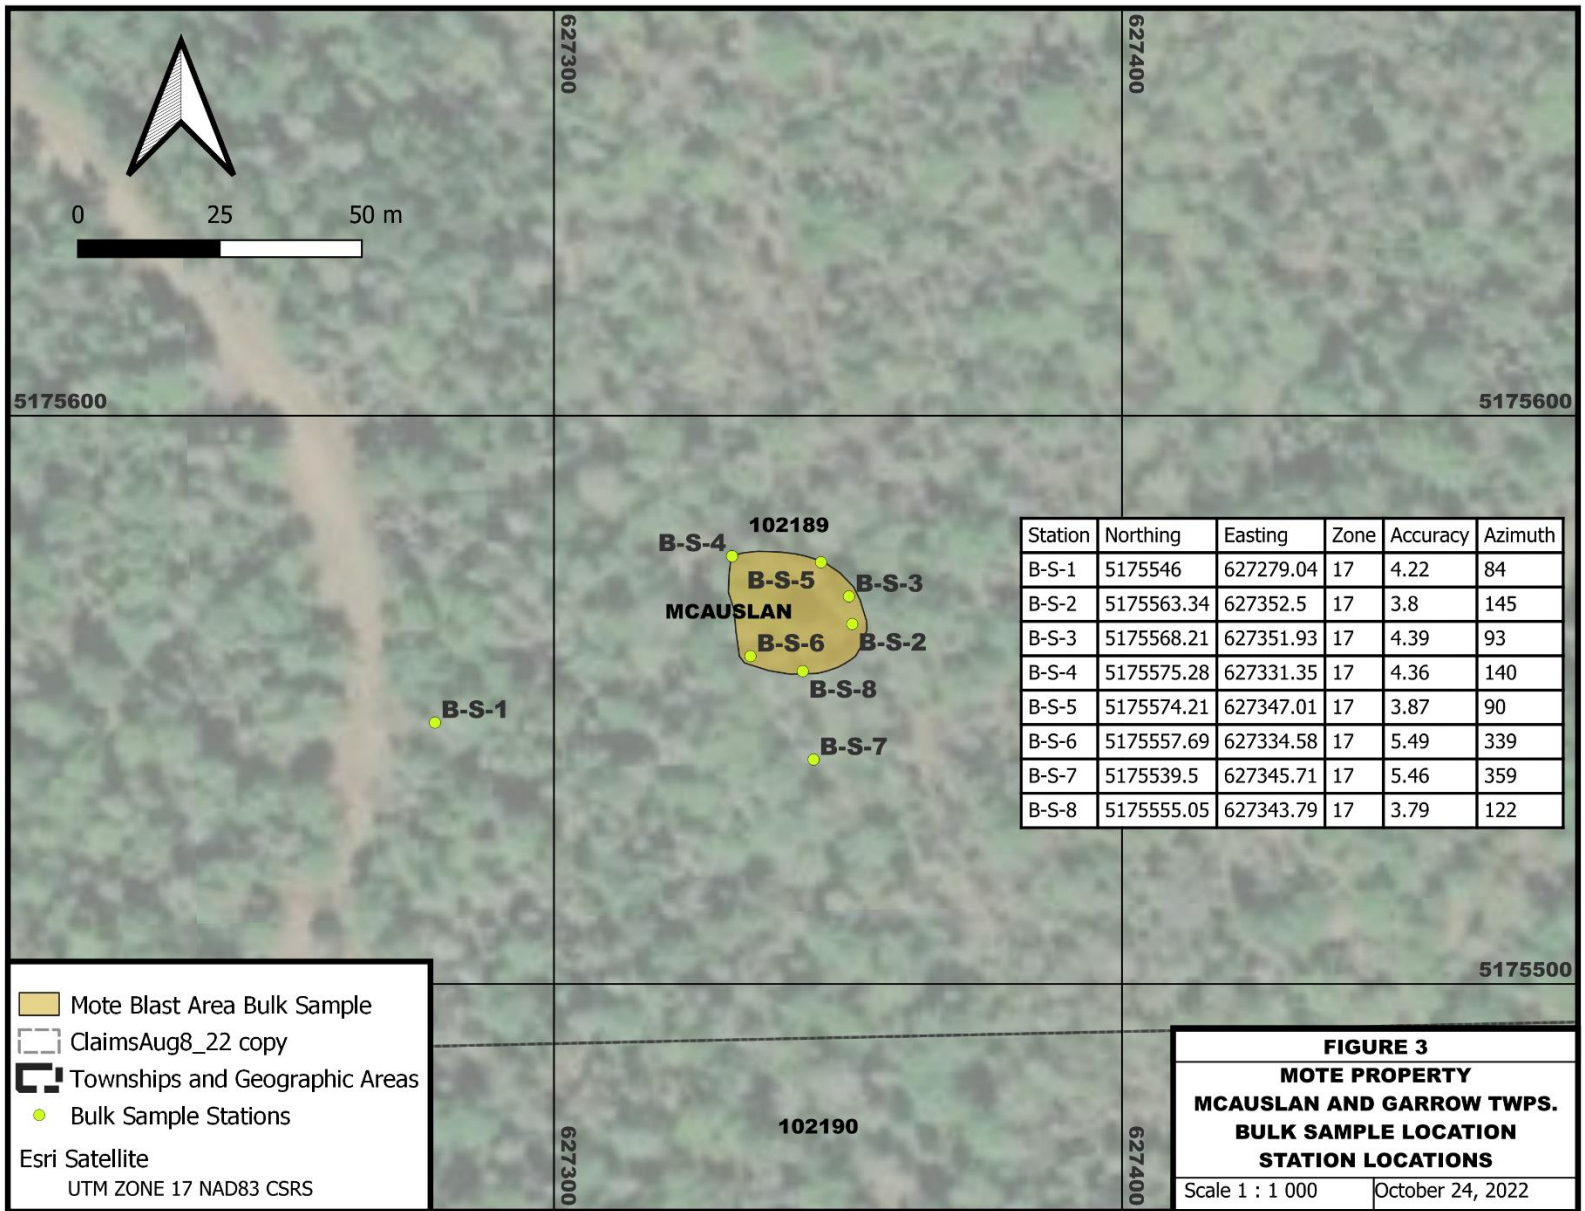 627300
627400
0 25 50 m
5175600
5175600
102189
B-S-4
B-S-5
B-S-3
MCAUSLAN
B-S-6
B-S-2
B-S-8
B-S-1
B-S-7
Station Northing Easting Zone Accuracy Azimuth
B-S-1 5175546 627279.04 17 4.22 84
B-S-2 5175563.34 627352.5 17 3.8 145
B-S-3 5175568.21 627351.93 17 4.39 93
B-S-4 5175575.28 627331.35 17 4.36 140
B-S-5 5175574.21 627347.01 17 3.87 90
B-S-6 5175557.69 627334.58 17 5.49 339
B-S-7 5175539.5 627345.71 17 5.46 359
B-S-8 5175555.05 627343.79 17 3.79 122
5175500
Mote Blast Area Bulk Sample
ClaimsAug8_22 copy
Townships and Geographic Areas
Bulk Sample Stations
Esri Satellite
UTM ZONE 17 NAD83 CSRS
627300
102190
627400
FIGURE 3
MOTE PROPERTY
MCAUSLAN AND GARROW TWPS.
BULK SAMPLE LOCATION
STATION LOCATIONS
Scale 1 : 1 000 October 24, 2022